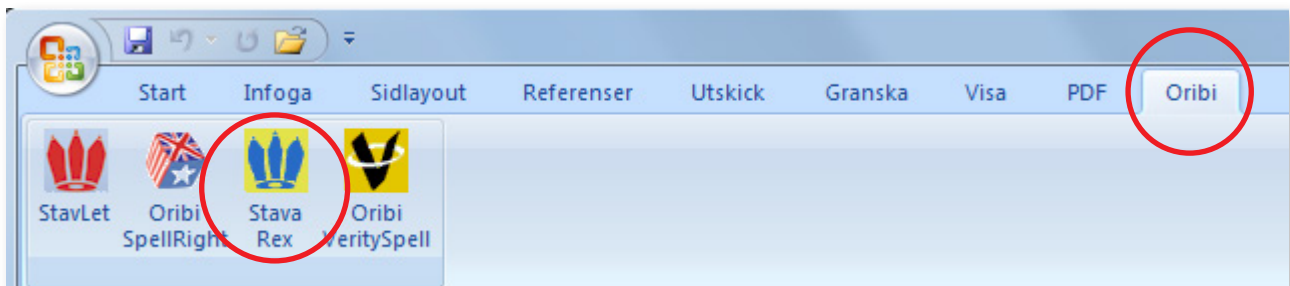 Start Infoga Sidlayout Referenser Utskick Granska Visa PDF Oribi
StavLet Oribi Stava Oribi
SpellRight Rex VeritySpell